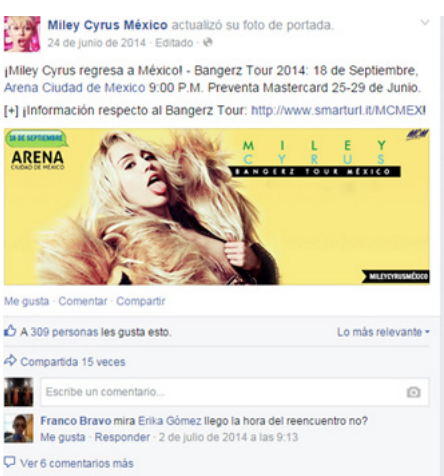 Miley Cyrus México actualizó su foto de portada.
24 de junio de 2014 · Editado ·
¡Miley Cyrus regresa a México! - Bangerz Tour 2014: 18 de Septiembre,
Arena Ciudad de Mexico 9:00 P.M. Preventa Mastercard 25-29 de Junio.
[+] ¡Información respecto al Bangerz Tour: http://www.smarturl.it/MCMEX!
18 DE SEPTIEMBRE
ARENA
CIUDAD DE MÉXICO
MCM
MILEY
CYRUS
BANGERZ TOUR MÉXICO
MILEYCYRUSMÉXICO
Me gusta · Comentar · Compartir
A 309 personas les gusta esto.
Lo más relevante
Compartida 15 veces
Escribe un comentario...
Franco Bravo mira Erika Gómez llego la hora del reencuentro no?
Me gusta · Responder · 2 de julio de 2014 a las 9:13
Ver 6 comentarios más